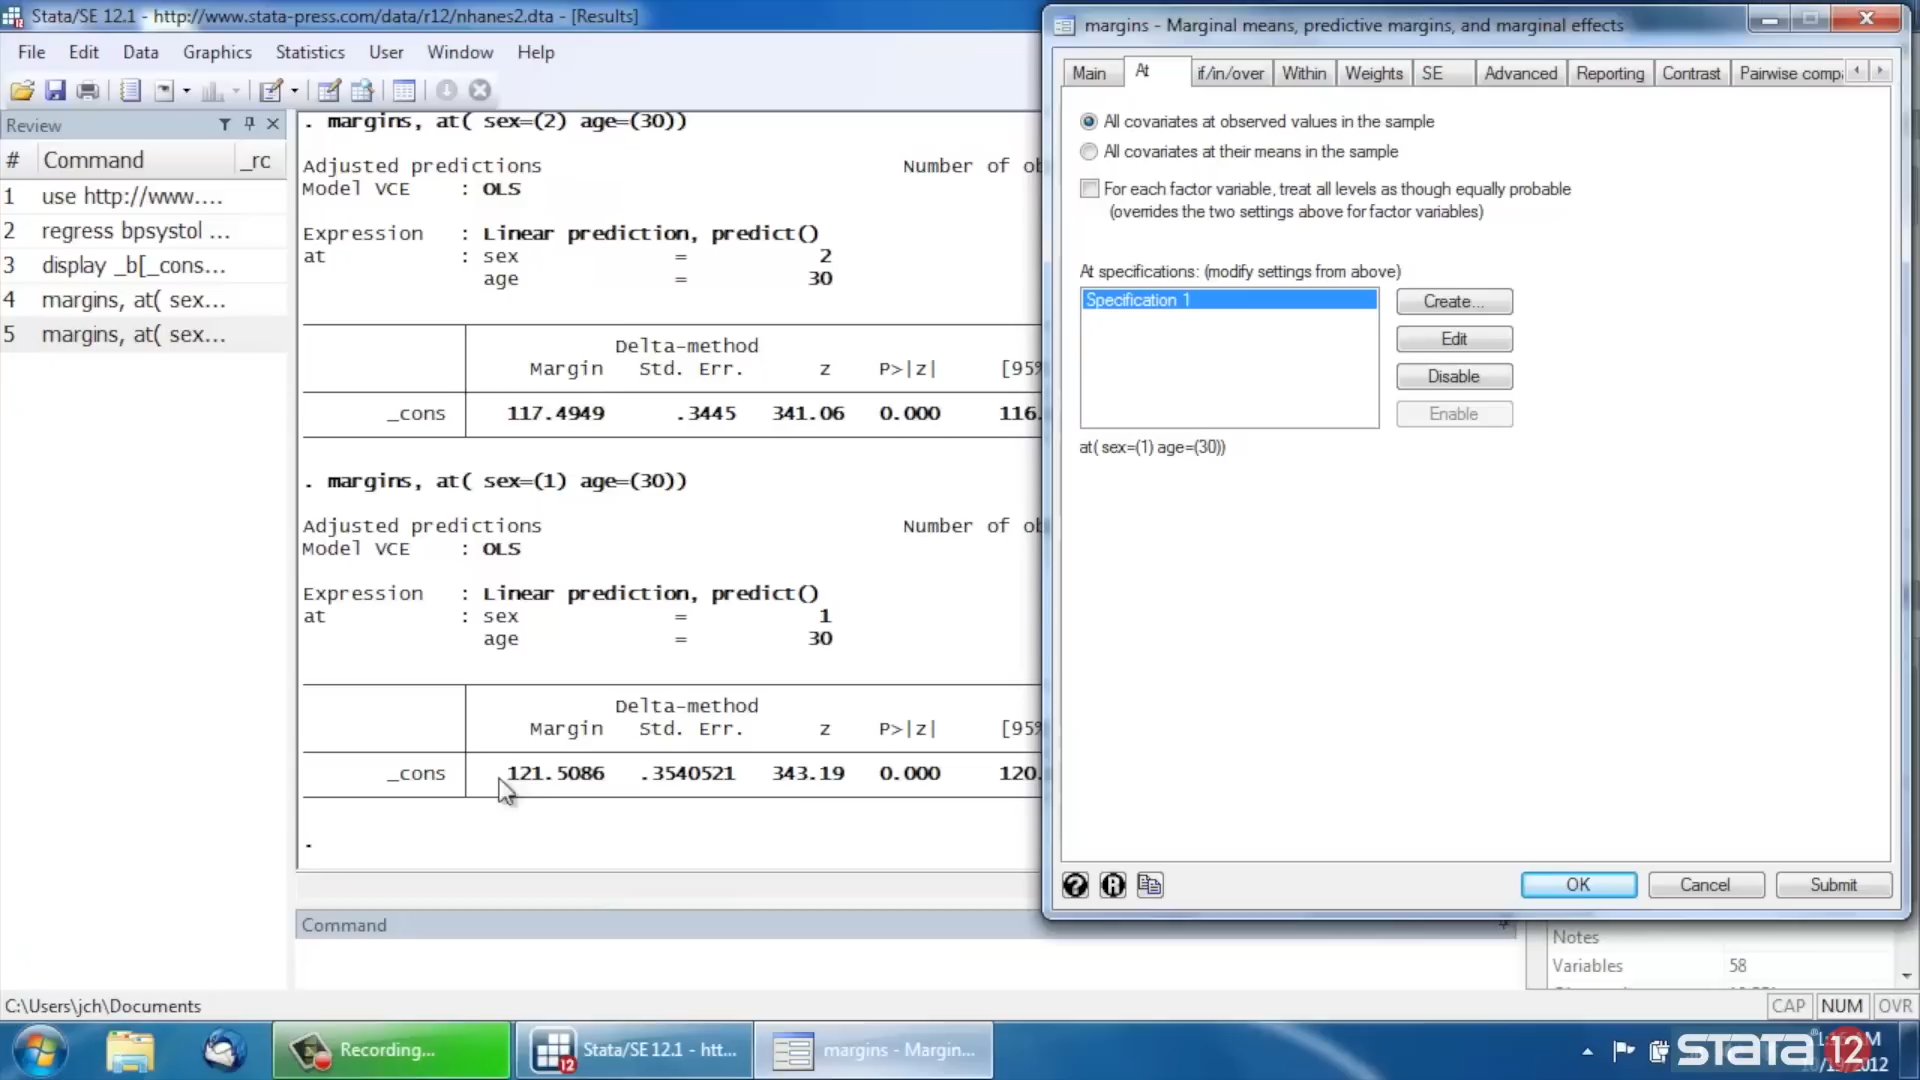 Stata/SE 12.1 - http://www.stata-press.com/data/r12/nhanes2.dta - [Results]
File Edit Data Graphics Statistics User Window Help
Review
# Command _rc
1 use http://www....
2 regress bpsystol ...
3 display _b[_cons...
4 margins, at( sex...
5 margins, at( sex...
. margins, at( sex=(2) age=(30))
Adjusted predictions Number of ob
Model VCE : OLS
Expression : Linear prediction, predict()
at : sex = 2
age = 30
Delta-method
Margin Std. Err. z P>|z| [95%
_cons 117.4949 .3445 341.06 0.000 116.
. margins, at( sex=(1) age=(30))
Adjusted predictions Number of ob
Model VCE : OLS
Expression : Linear prediction, predict()
at : sex = 1
age = 30
Delta-method
Margin Std. Err. z P>|z| [95%
_cons 121.5086 .3540521 343.19 0.000 120.
.
Command
margins - Marginal means, predictive margins, and marginal effects
Main At if/in/over Within Weights SE Advanced Reporting Contrast Pairwise comp
All covariates at observed values in the sample
All covariates at their means in the sample
For each factor variable, treat all levels as though equally probable
(overrides the two settings above for factor variables)
At specifications: (modify settings from above)
Specification 1
Create...
Edit
Disable
Enable
at( sex=(1) age=(30))
OK Cancel Submit
Notes
Variables 58
C:\Users\jch\Documents
CAP NUM OVR
Recording...
Stata/SE 12.1 - htt...
margins - Margin...
stata 12